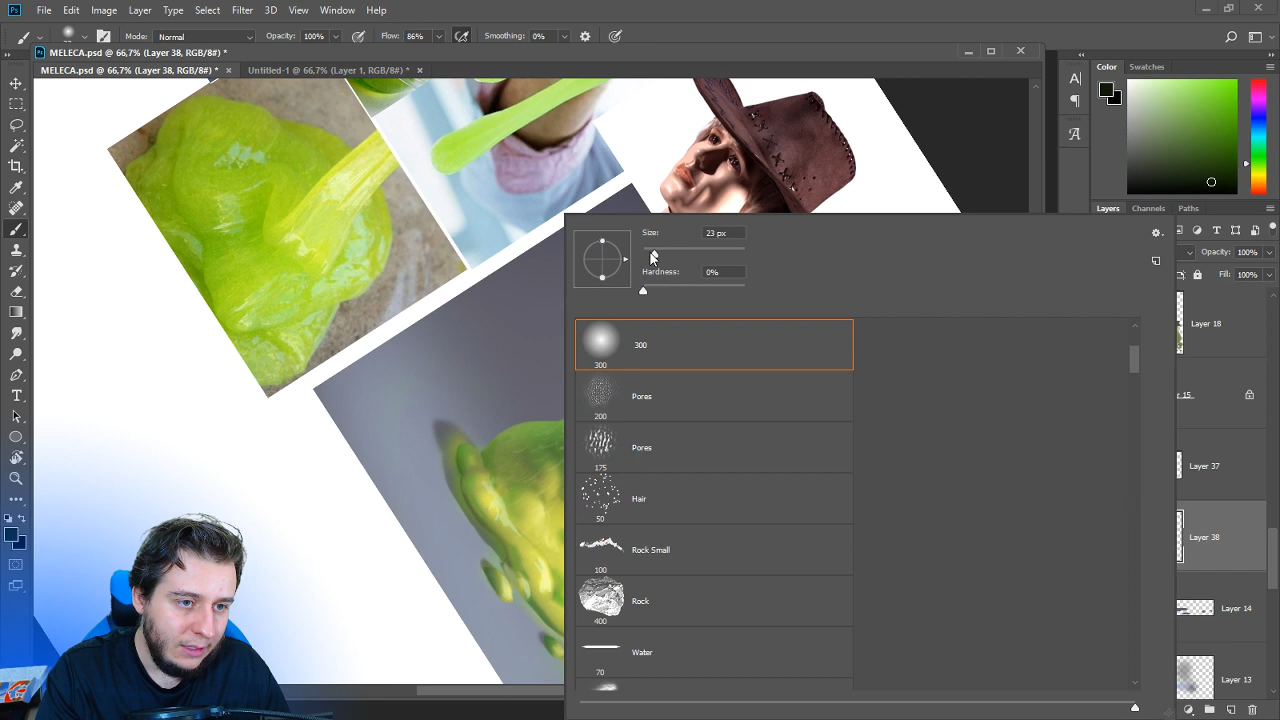 Ps File Edit Image Layer Type Select Filter 3D View Window Help
Mode: Normal Opacity: 100% Flow: 86% Smoothing: 0%
MELECA.psd @ 66,7% (Layer 38, RGB/8#) *
MELECA.psd @ 66,7% (Layer 38, RGB/8#) * × Untitled-1 @ 66,7% (Layer 1, RGB/8#) * ×
Color Swatches
Layers Channels Paths
Opacity: 100%
Fill: 100%
Size: 23 px
Hardness: 0%
300
300
Pores
200
Pores
175
Hair
50
Rock Small
100
Rock
400
Water
70
Layer 18
15
Layer 37
Layer 38
Layer 14
Layer 13